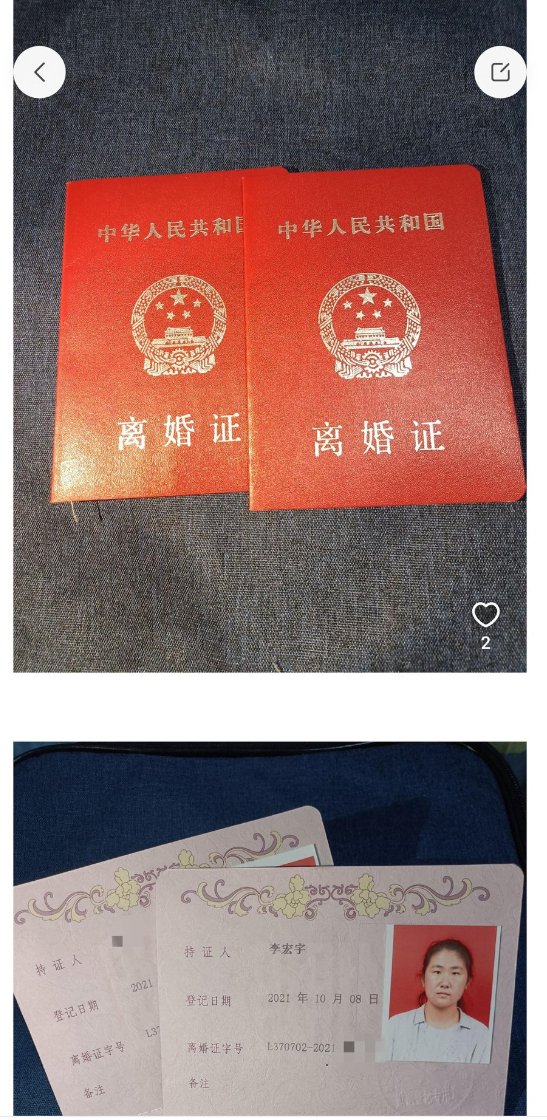 中华人民共和
中华人民共和国
离婚证
离婚证
2
持证人
登记日期 2021
离婚证字号 L37
备注
持证人 李宏宇
登记日期 2021 年 10 月 08 日
离婚证字号 L370702-2021
备注